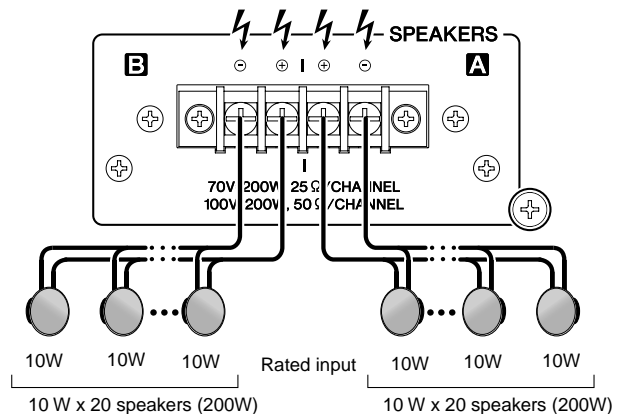 SPEAKERS
B ⊖ ⊕ ⊕ ⊖ A
70V 200W, 25 Ω/CHANNEL
100V 200W, 50 Ω/CHANNEL
10W 10W 10W Rated input 10W 10W 10W
10 W x 20 speakers (200W) 10 W x 20 speakers (200W)